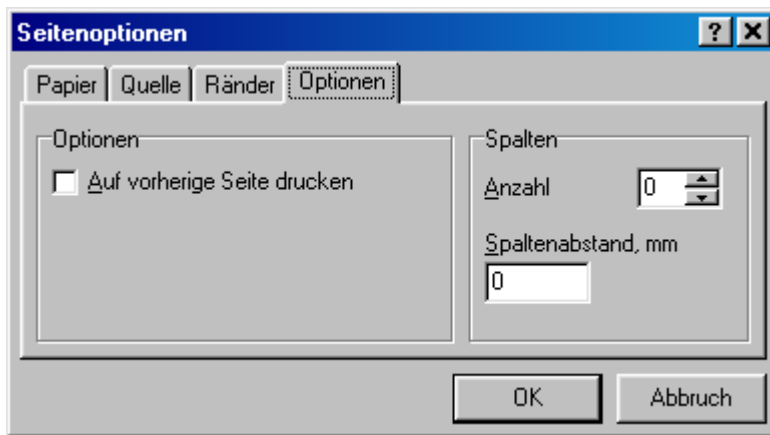 Seitenoptionen
Papier Quelle Ränder Optionen
Optionen
Auf vorherige Seite drucken
Spalten
Anzahl 0
Spaltenabstand, mm
0
OK Abbruch